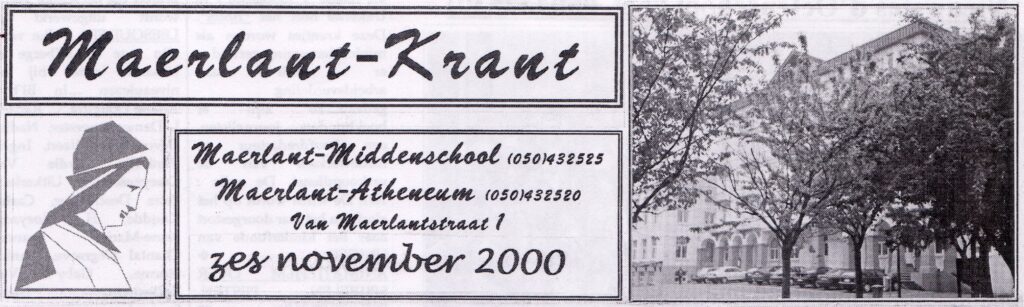 Maerlant-Krant
Maerlant-Middenschool (050)432525
Maerlant-Atheneum (050)432520
Van Maerlantstraat 1
zes november 2000